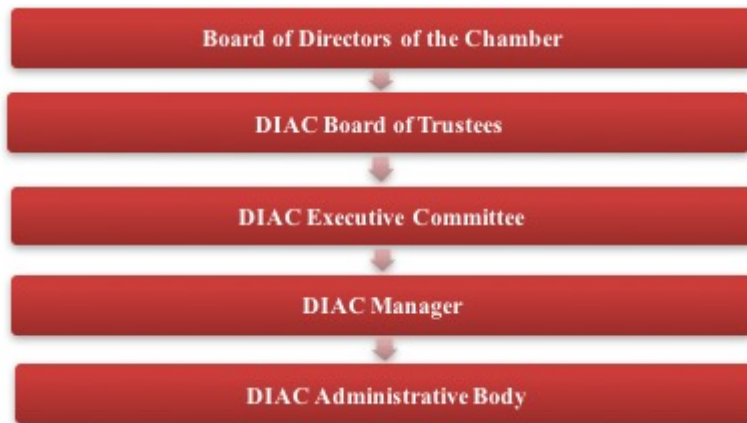 Board of Directors of the Chamber
DIAC Board of Trustees
DIAC Executive Committee
DIAC Manager
DIAC Administrative Body